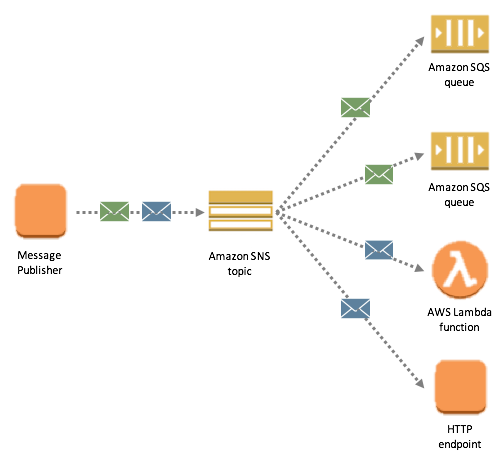 Amazon SQS
queue
Amazon SQS
queue
Message
Publisher
Amazon SNS
topic
AWS Lambda
function
HTTP
endpoint